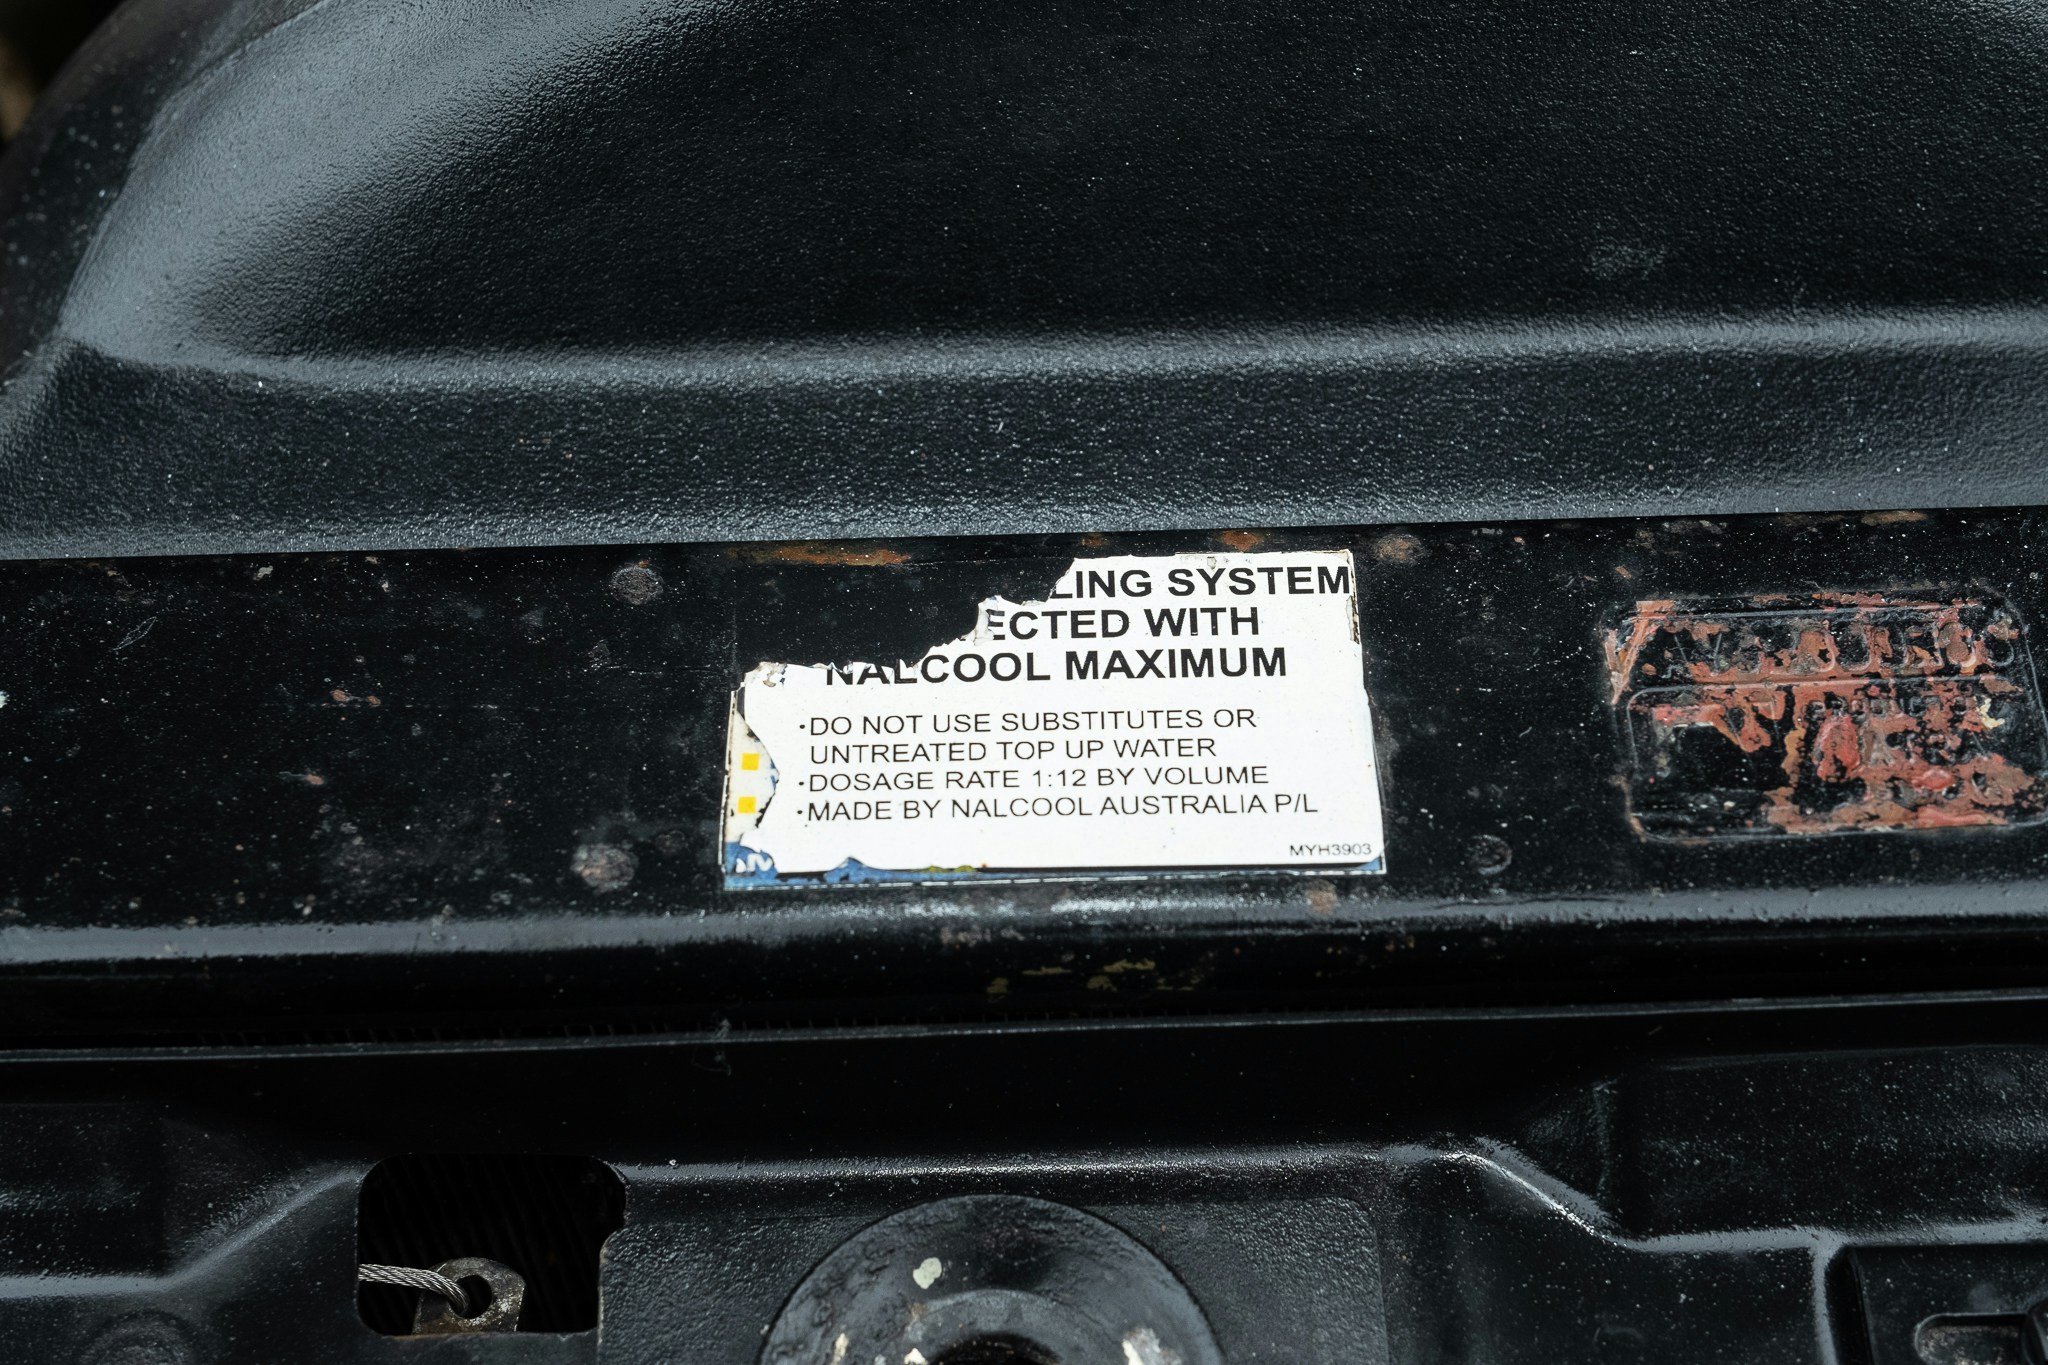 LING SYSTEM
ECTED WITH
NALCOOL MAXIMUM
·DO NOT USE SUBSTITUTES OR
UNTREATED TOP UP WATER
·DOSAGE RATE 1:12 BY VOLUME
·MADE BY NALCOOL AUSTRALIA P/L
MYH3903